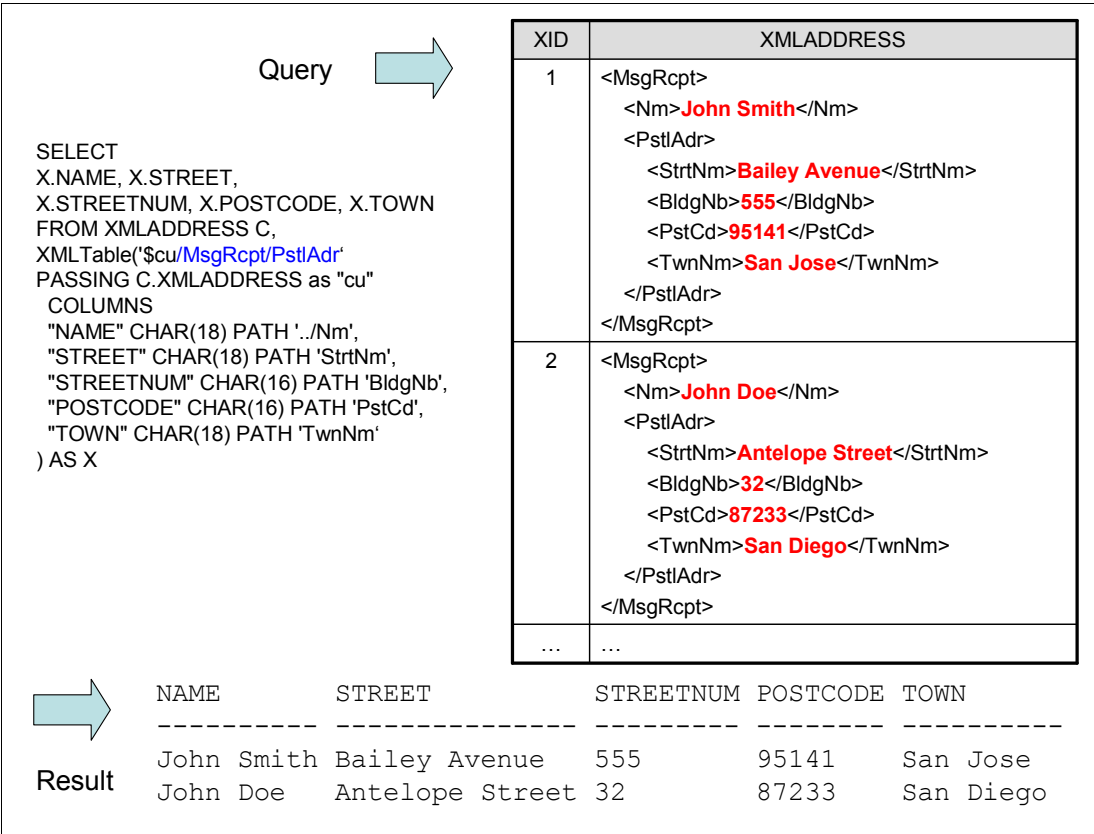 Query
SELECT
X.NAME, X.STREET,
X.STREETNUM, X.POSTCODE, X.TOWN
FROM XMLADDRESS C,
XMLTable('$cu/MsgRcpt/PstlAdr‘
PASSING C.XMLADDRESS as "cu"
COLUMNS
"NAME" CHAR(18) PATH '../Nm',
"STREET" CHAR(18) PATH 'StrtNm',
"STREETNUM" CHAR(16) PATH 'BldgNb',
"POSTCODE" CHAR(16) PATH 'PstCd',
"TOWN" CHAR(18) PATH 'TwnNm‘
) AS X
XID XMLADDRESS
1 <MsgRcpt>
<Nm>John Smith</Nm>
<PstlAdr>
<StrtNm>Bailey Avenue</StrtNm>
<BldgNb>555</BldgNb>
<PstCd>95141</PstCd>
<TwnNm>San Jose</TwnNm>
</PstlAdr>
</MsgRcpt>
2 <MsgRcpt>
<Nm>John Doe</Nm>
<PstlAdr>
<StrtNm>Antelope Street</StrtNm>
<BldgNb>32</BldgNb>
<PstCd>87233</PstCd>
<TwnNm>San Diego</TwnNm>
</PstlAdr>
</MsgRcpt>
… …
Result
NAME STREET STREETNUM POSTCODE TOWN
---------- --------------- --------- -------- ----------
John Smith Bailey Avenue 555 95141 San Jose
John Doe Antelope Street 32 87233 San Diego